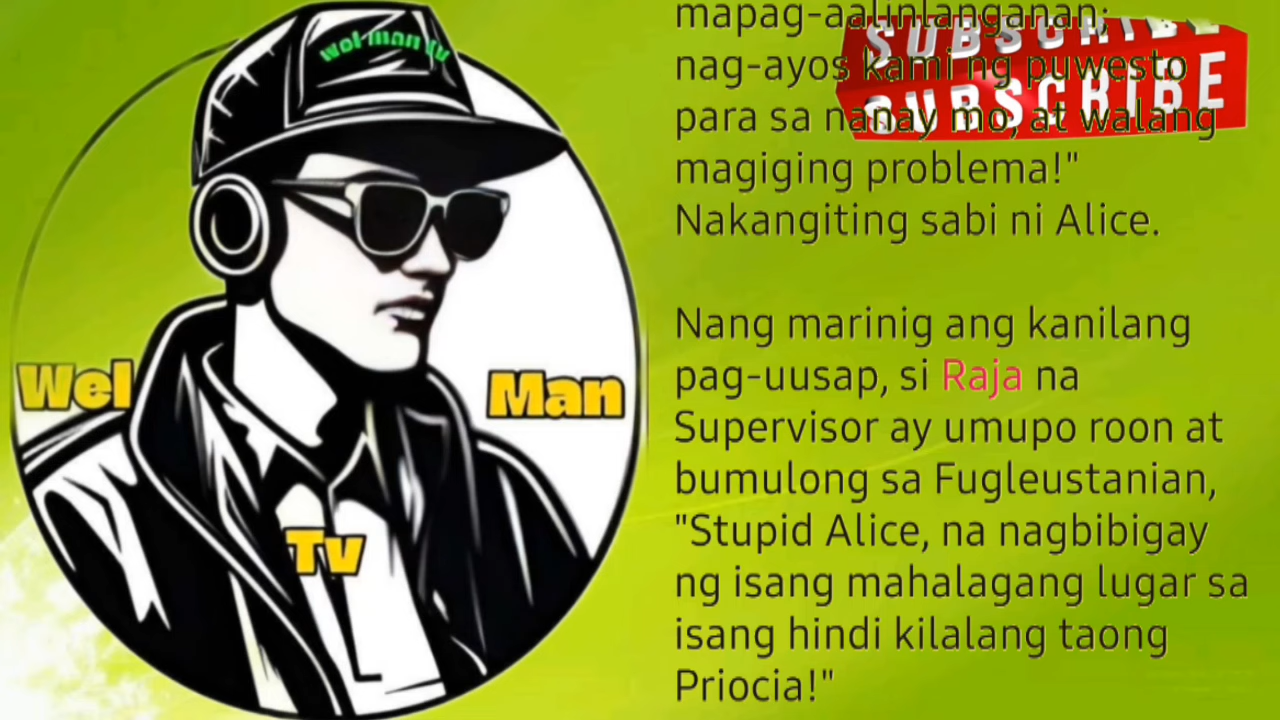 wel man tv
Wel
Man
Tv
SUBSCRIBE
SUBSCRIBE
mapag-aalinlanganan;
nag-ayos kami ng puwesto
para sa nanay mo, at walang
magiging problema!"
Nakangiting sabi ni Alice.
Nang marinig ang kanilang
pag-uusap, si Raja na
Supervisor ay umupo roon at
bumulong sa Fugleustanian,
"Stupid Alice, na nagbibigay
ng isang mahalagang lugar sa
isang hindi kilalang taong
Priocia!"